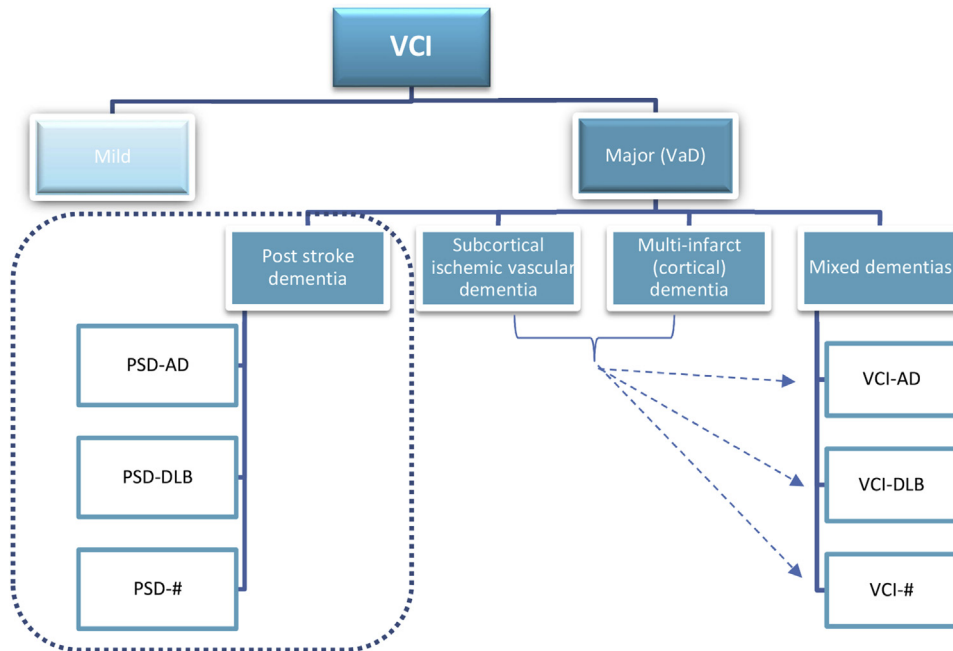 VCI
Mild
Major (VaD)
Post stroke
dementia
Subcortical
ischemic vascular
dementia
Multi-infarct
(cortical)
dementia
Mixed dementias
PSD-AD
PSD-DLB
PSD-#
VCI-AD
VCI-DLB
VCI-#